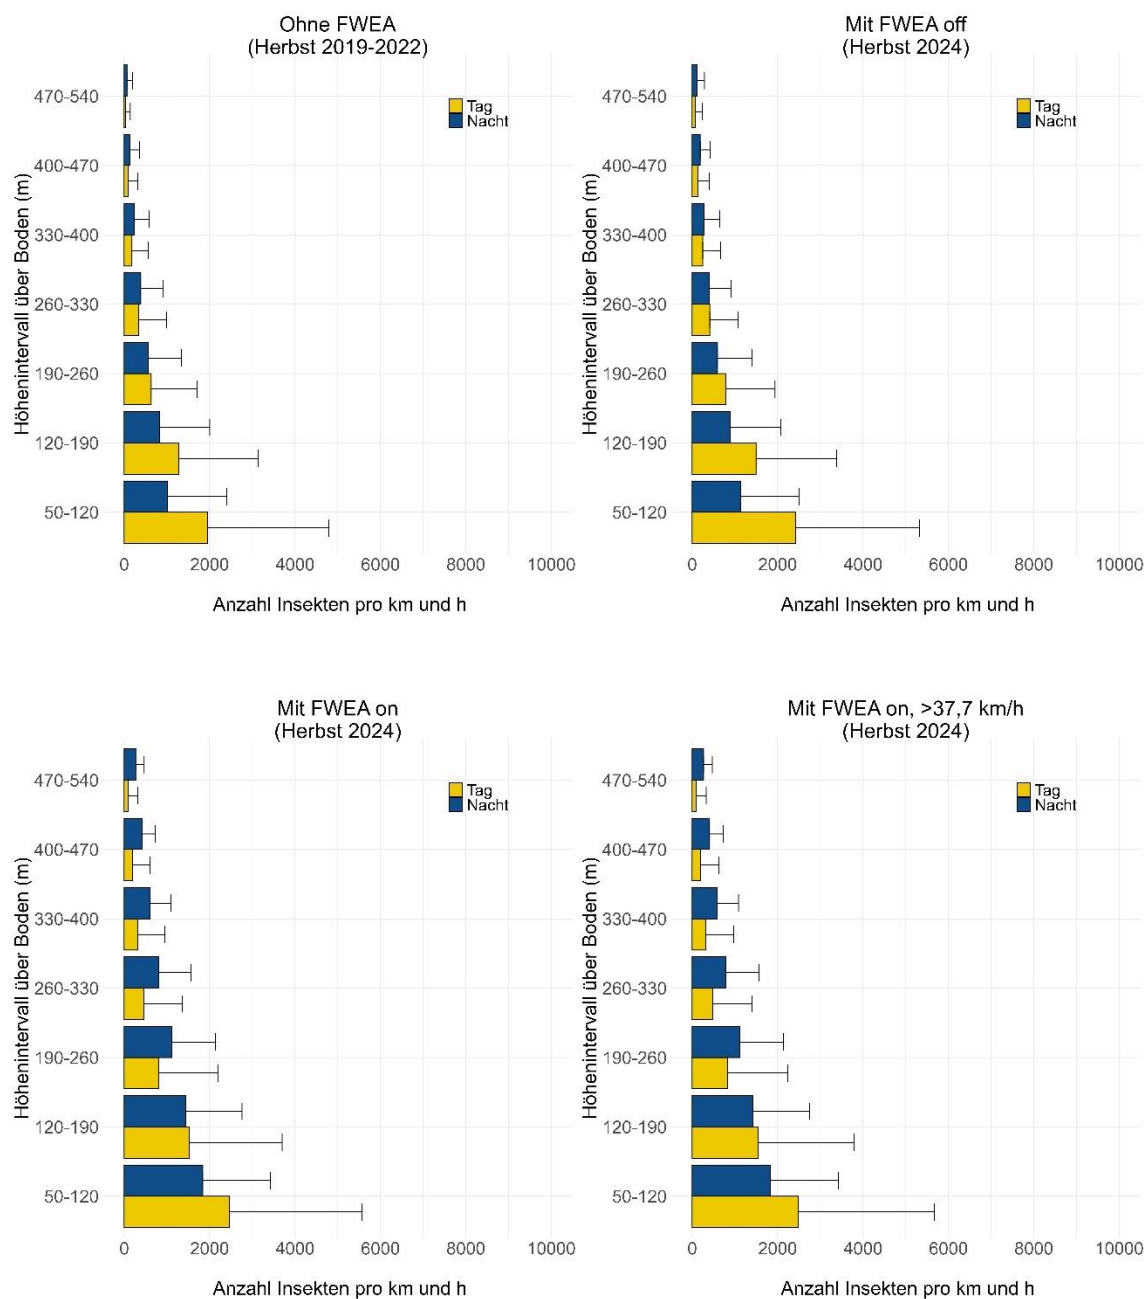 Ohne FWEA
(Herbst 2019-2022)
Höhenintervall über Boden (m)
470-540
400-470
330-400
260-330
190-260
120-190
50-120
Tag
Nacht
0 2000 4000 6000 8000 10000
Anzahl Insekten pro km und h
Mit FWEA off
(Herbst 2024)
Höhenintervall über Boden (m)
470-540
400-470
330-400
260-330
190-260
120-190
50-120
Tag
Nacht
0 2000 4000 6000 8000 10000
Anzahl Insekten pro km und h
Mit FWEA on
(Herbst 2024)
Höhenintervall über Boden (m)
470-540
400-470
330-400
260-330
190-260
120-190
50-120
Tag
Nacht
0 2000 4000 6000 8000 10000
Anzahl Insekten pro km und h
Mit FWEA on, >37,7 km/h
(Herbst 2024)
Höhenintervall über Boden (m)
470-540
400-470
330-400
260-330
190-260
120-190
50-120
Tag
Nacht
0 2000 4000 6000 8000 10000
Anzahl Insekten pro km und h